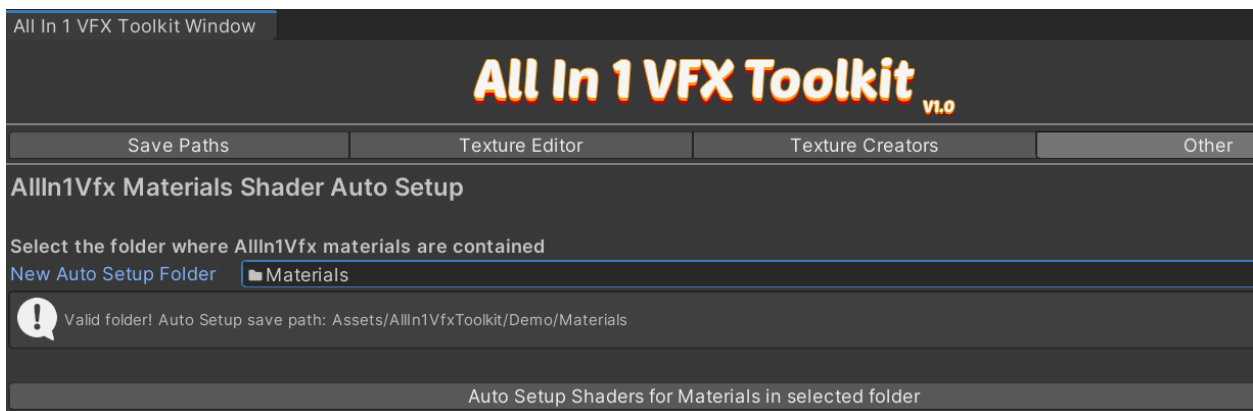 All In 1 VFX Toolkit Window
All In 1 VFX Toolkit V1.0
Save Paths Texture Editor Texture Creators Other
AllIn1Vfx Materials Shader Auto Setup
Select the folder where AllIn1Vfx materials are contained
New Auto Setup Folder Materials
Valid folder! Auto Setup save path: Assets/AllIn1VfxToolkit/Demo/Materials
Auto Setup Shaders for Materials in selected folder